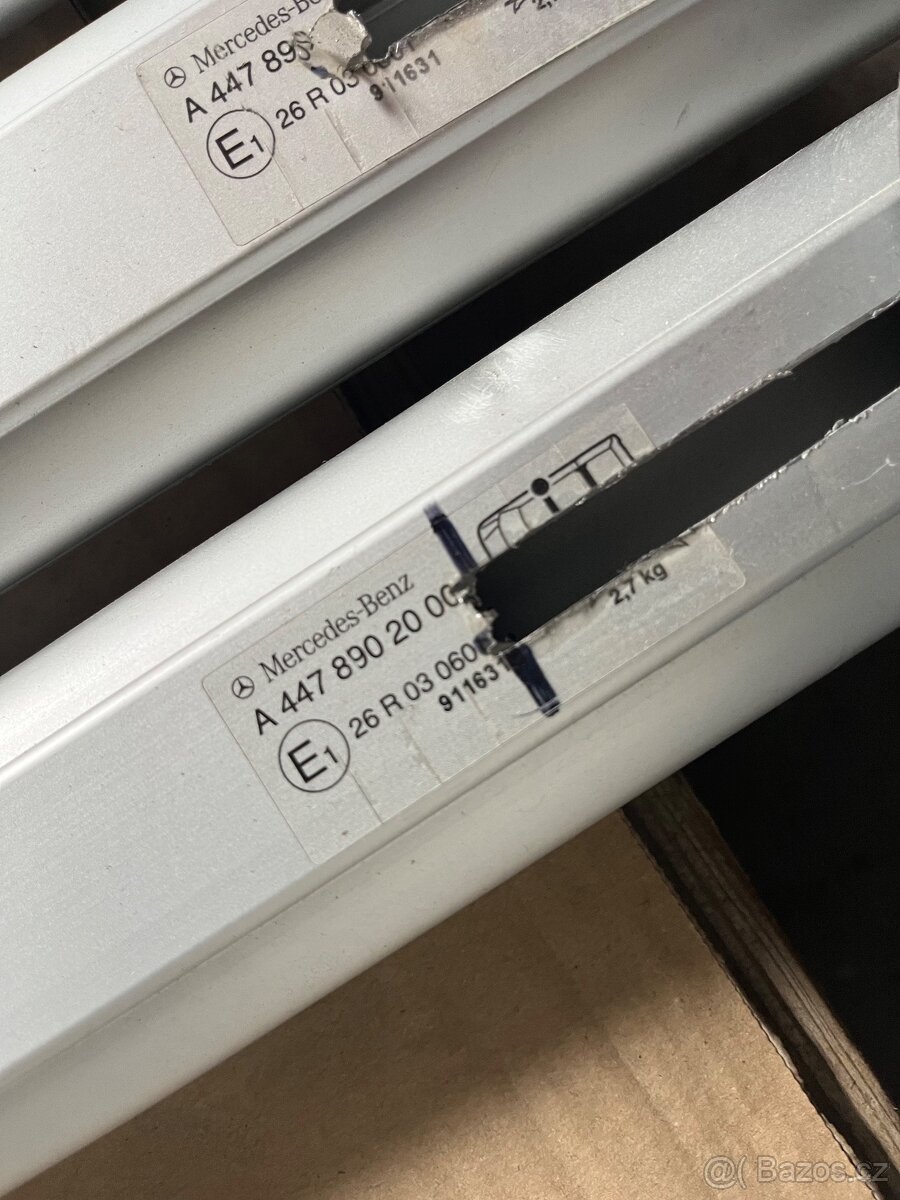 Mercedes-Benz
A 447 89
26 R 03
911631
E1
Mercedes-Benz
A 447 890 20 00
26 R 03 060
911631
E1
2,7 kg
@( Bazos.cz